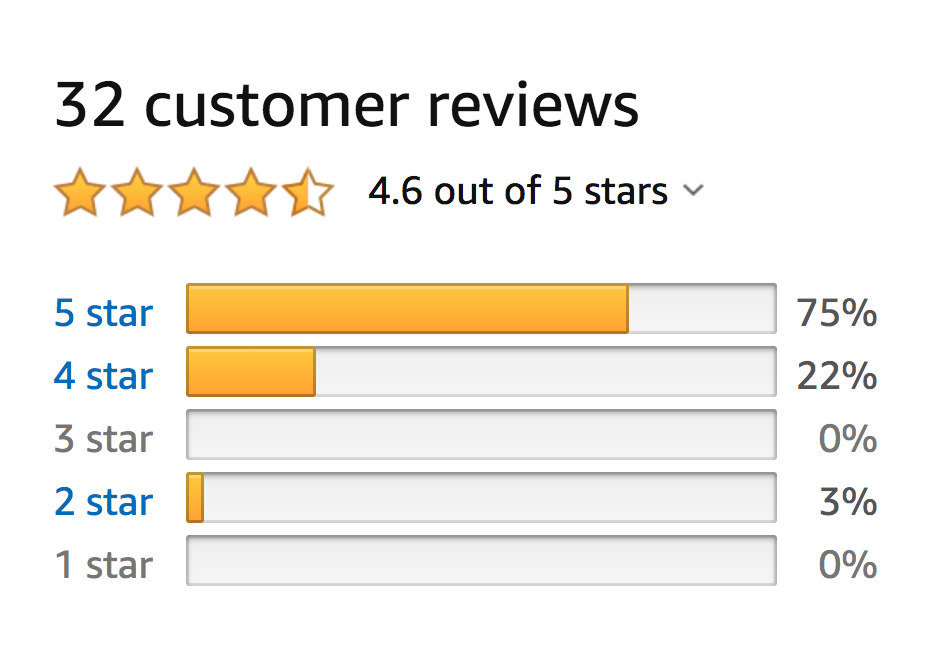 32 customer reviews
4.6 out of 5 stars
5 star 75%
4 star 22%
3 star 0%
2 star 3%
1 star 0%